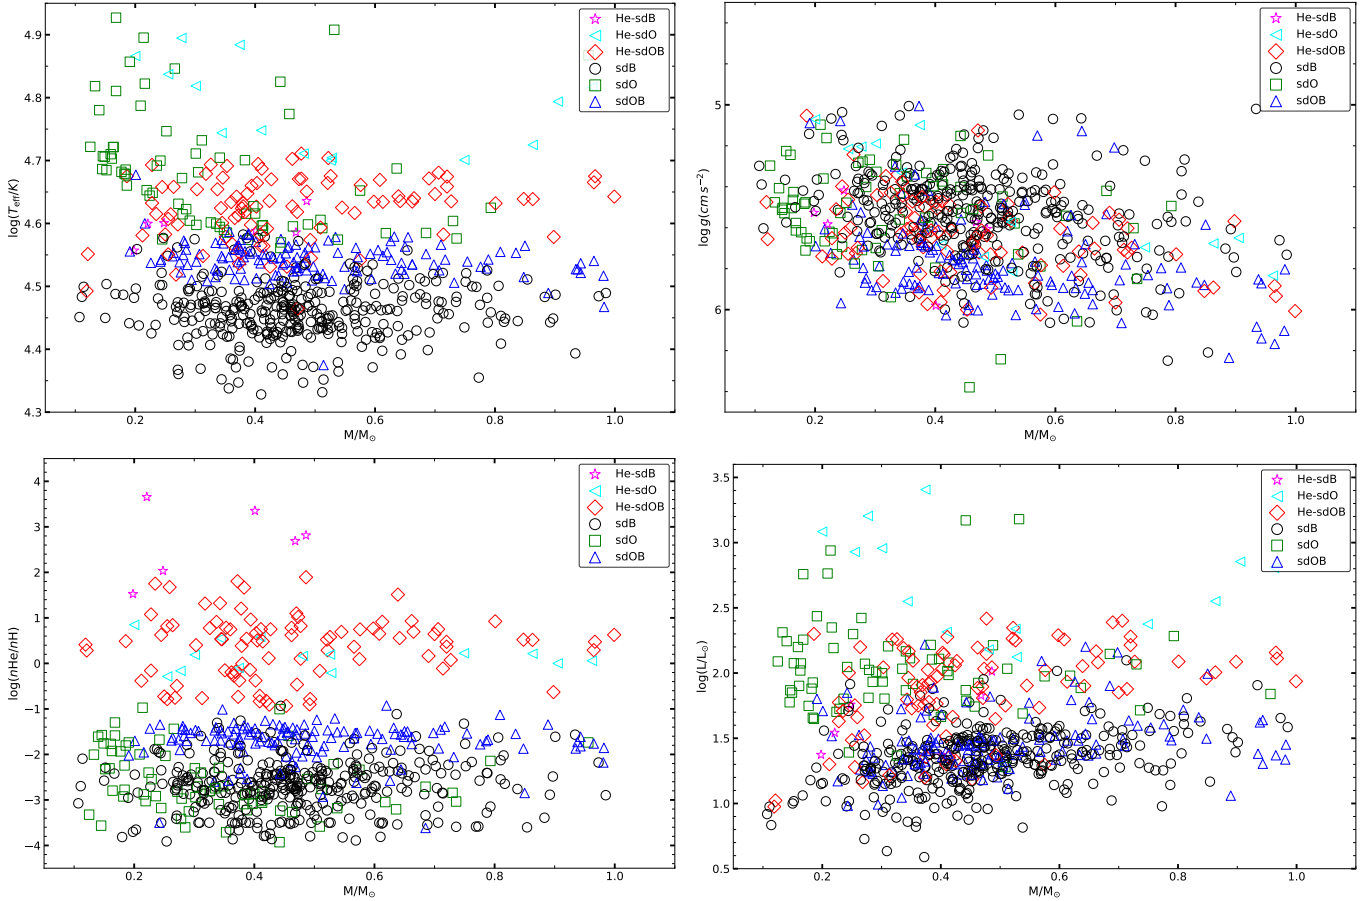 4.9
4.8
4.7
4.6
4.5
4.4
4.3
log(T_eff/K)
0.2 0.4 0.6 0.8 1.0
M/M⊙
He-sdB
He-sdO
He-sdOB
sdB
sdO
sdOB
5
6
log(cm s⁻²)
0.2 0.4 0.6 0.8 1.0
M/M⊙
He-sdB
He-sdO
He-sdOB
sdB
sdO
sdOB
4
3
2
1
0
−1
−2
−3
−4
log(nHe/nH)
0.2 0.4 0.6 0.8 1.0
M/M⊙
He-sdB
He-sdO
He-sdOB
sdB
sdO
sdOB
3.5
3.0
2.5
2.0
1.5
1.0
0.5
log(L/L⊙)
0.2 0.4 0.6 0.8 1.0
M/M⊙
He-sdB
He-sdO
He-sdOB
sdB
sdO
sdOB